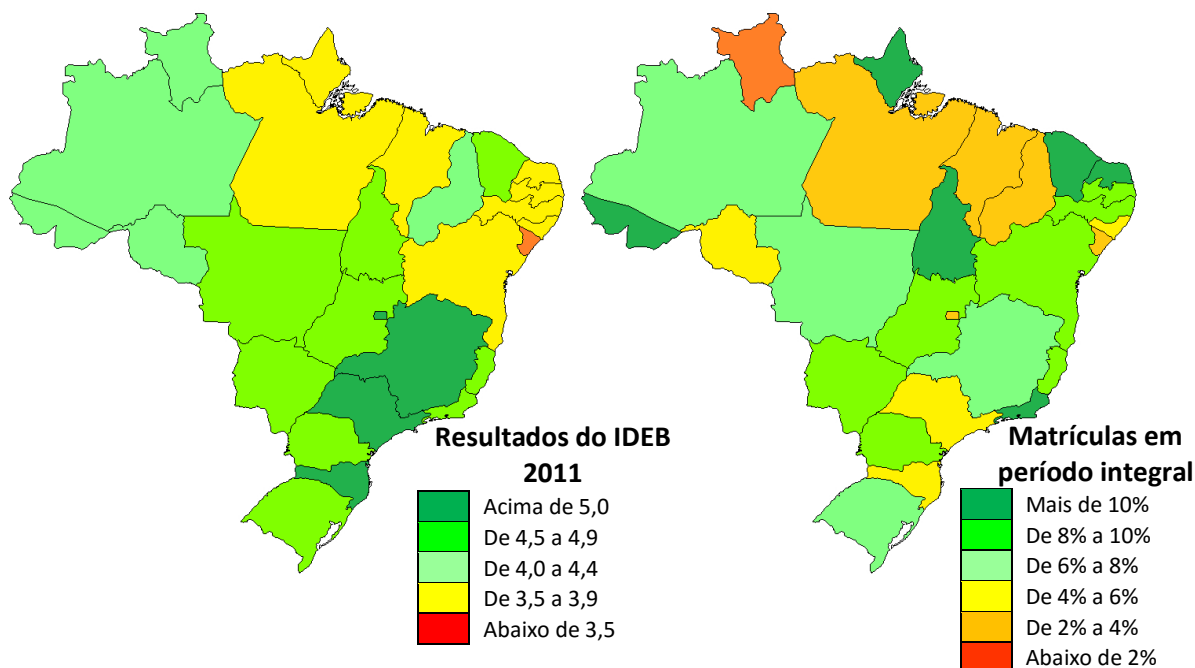 Resultados do IDEB
2011
Acima de 5,0
De 4,5 a 4,9
De 4,0 a 4,4
De 3,5 a 3,9
Abaixo de 3,5
Matrículas em
período integral
Mais de 10%
De 8% a 10%
De 6% a 8%
De 4% a 6%
De 2% a 4%
Abaixo de 2%